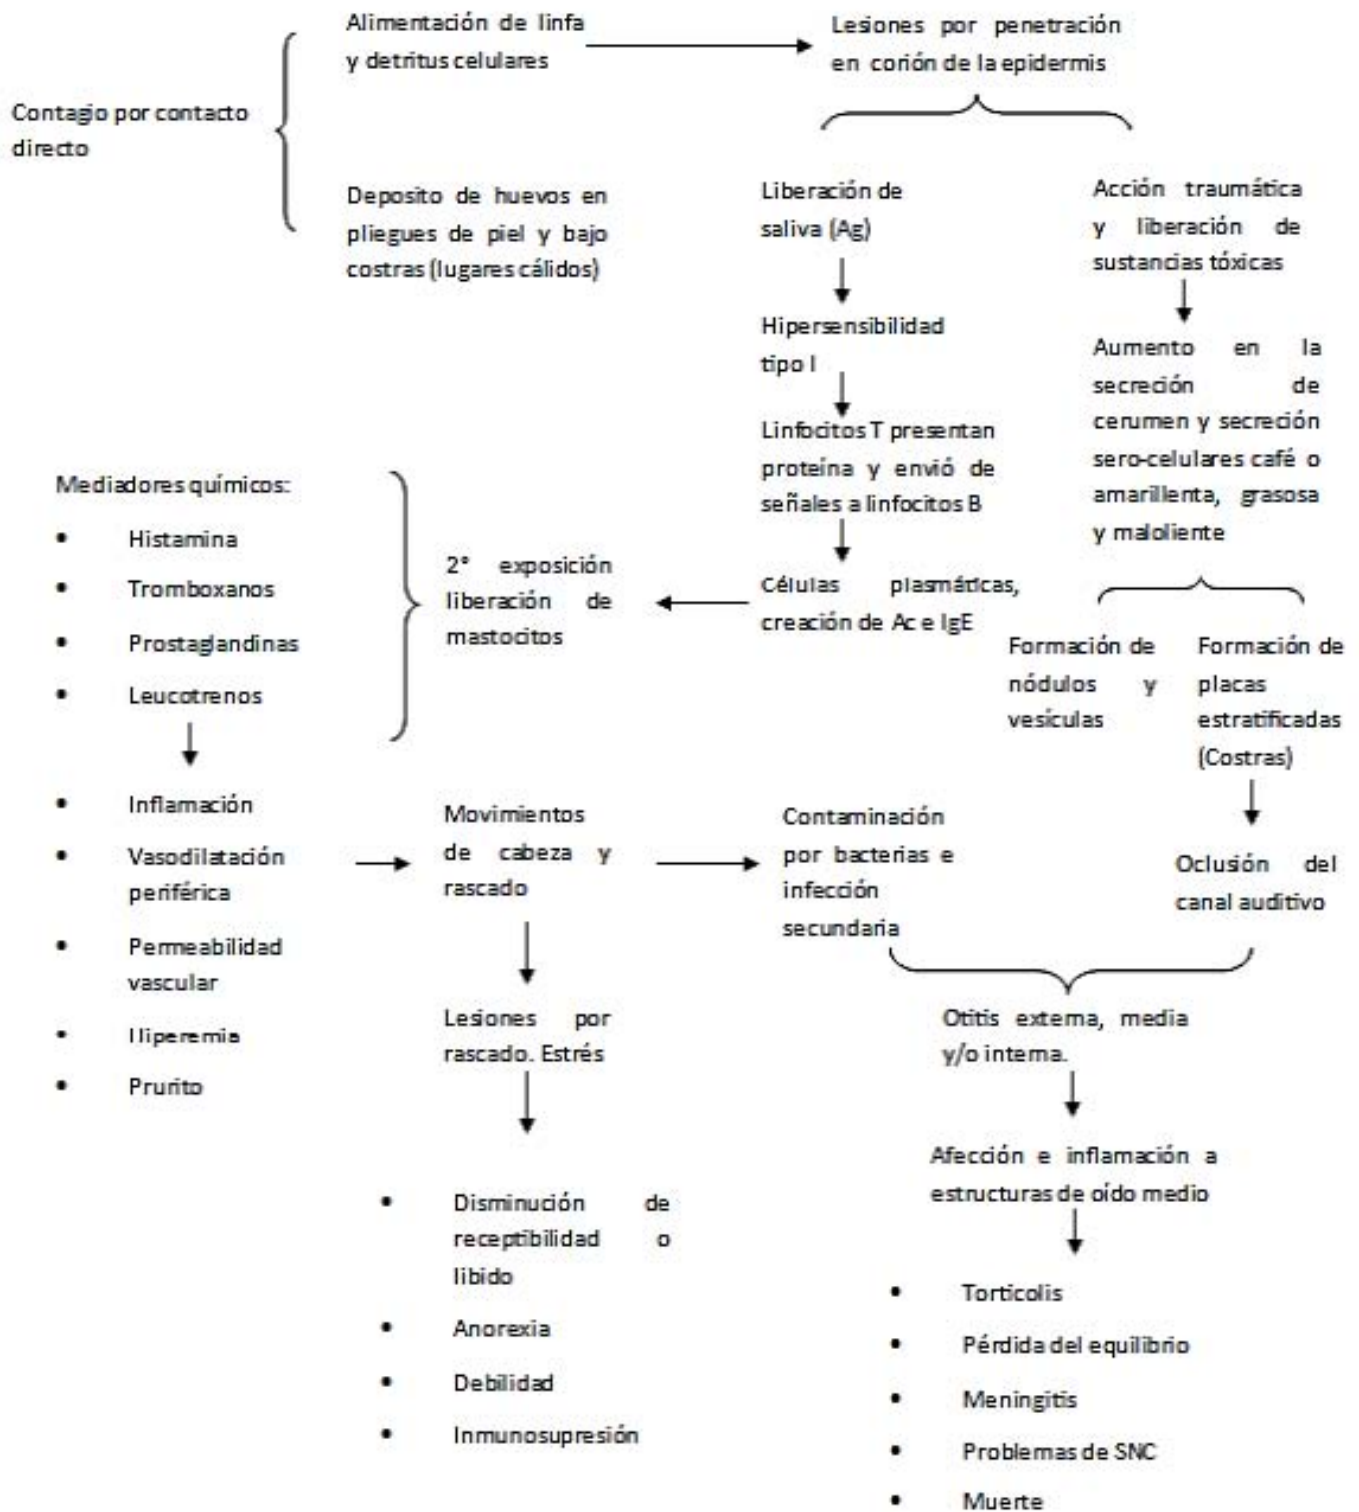 Alimentación de linfa
y detritus celulares
Lesiones por penetración
en corión de la epidermis
Contagio por contacto
directo
Deposito de huevos en
pliegues de piel y bajo
costras (lugares cálidos)
Liberación de
saliva (Ag)
Acción traumática
y liberación de
sustancias tóxicas
Hipersensibilidad
tipo I
Aumento en la
secreción de
cerumen y secreción
sero-celulares café o
amarillenta, grasosa
y maloliente
Linfocitos T presentan
proteína y envió de
señales a linfocitos B
Mediadores químicos:
• Histamina
• Tromboxanos
• Prostaglandinas
• Leucotrenos
2° exposición
liberación de
mastocitos
Células plasmáticas,
creación de Ac e IgE
Formación de
nódulos y
vesículas
Formación de
placas
estratificadas
(Costras)
• Inflamación
• Vasodilatación
periférica
• Permeabilidad
vascular
• Hiperemia
• Prurito
Movimientos
de cabeza y
rascado
Contaminación
por bacterias e
infección
secundaria
Oclusión del
canal auditivo
Lesiones por
rascado. Estrés
Otitis externa, media
y/o interna.
Afección e inflamación a
estructuras de oído medio
• Disminución de
receptibilidad o
libido
• Anorexia
• Debilidad
• Inmunosupresión
• Torticolis
• Pérdida del equilibrio
• Meningitis
• Problemas de SNC
• Muerte